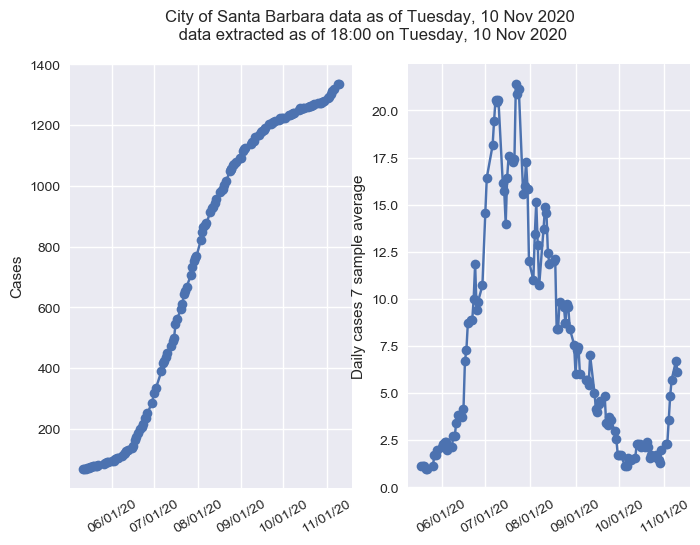 City of Santa Barbara data as of Tuesday, 10 Nov 2020
data extracted as of 18:00 on Tuesday, 10 Nov 2020
Cases
1400
1200
1000
800
600
400
200
06/01/20 07/01/20 08/01/20 09/01/20 10/01/20 11/01/20
Daily cases 7 sample average
22.5
20.0
17.5
15.0
12.5
10.0
7.5
5.0
2.5
0.0
06/01/20 07/01/20 08/01/20 09/01/20 10/01/20 11/01/20